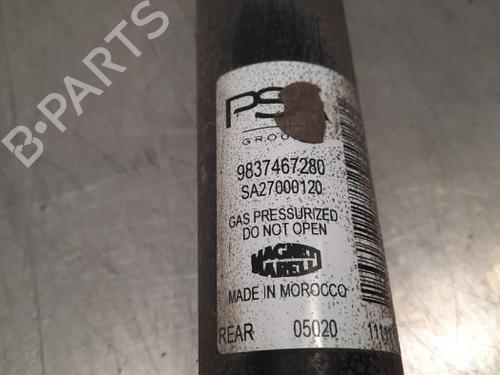 B-PARTS
PS
GROU
9837467280
SA27000120
GAS PRESSURIZED
DO NOT OPEN
MAGNETI
MARELLI
MADE IN MOROCCO
REAR 05020